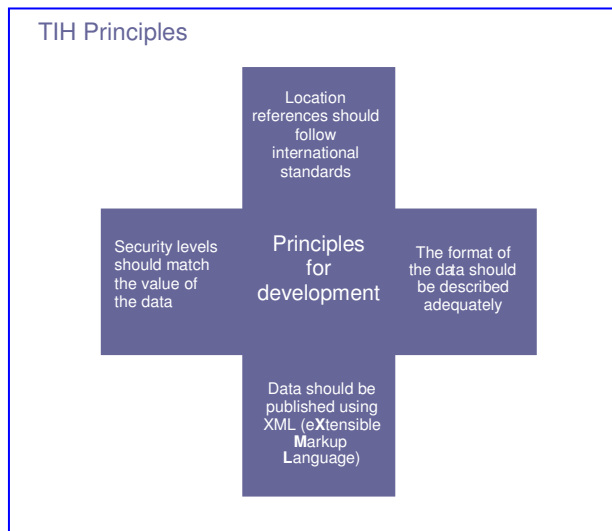 TIH Principles
Location
references should
follow
international
standards
Security levels
should match
the value of
the data
Principles
for
development
The format of
the data should
be described
adequately
Data should be
published using
XML (eXtensible
Markup
Language)